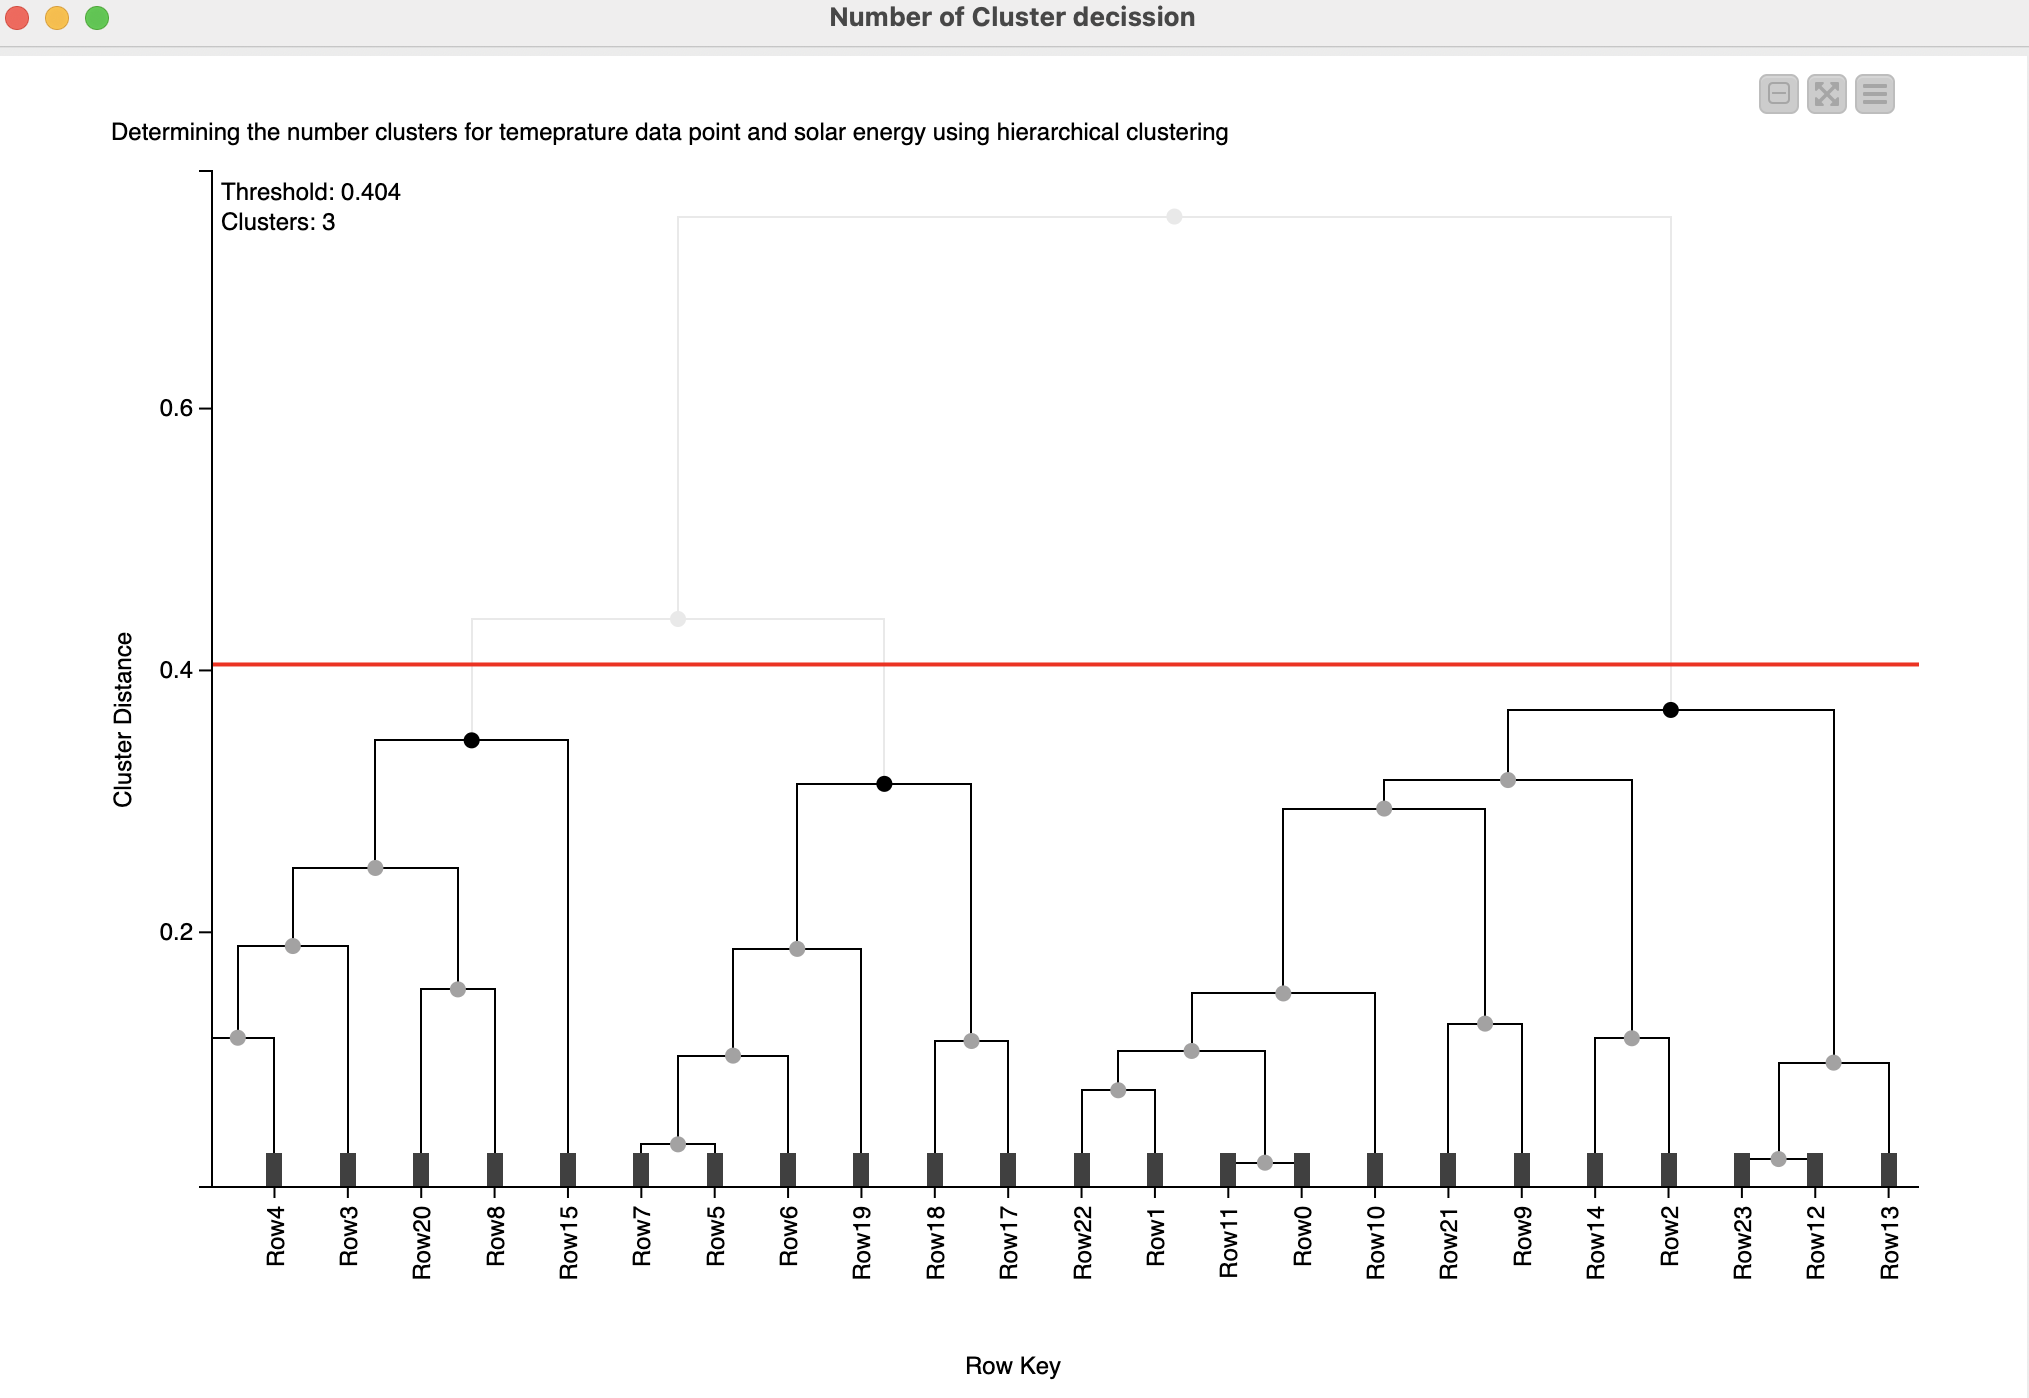 Number of Cluster decission
Determining the number clusters for temeprature data point and solar energy using hierarchical clustering
Threshold: 0.404
Clusters: 3
0.6
0.4
0.2
Cluster Distance
Row4
Row3
Row20
Row8
Row15
Row7
Row5
Row6
Row19
Row18
Row17
Row22
Row1
Row11
Row0
Row10
Row21
Row9
Row14
Row2
Row23
Row12
Row13
Row Key